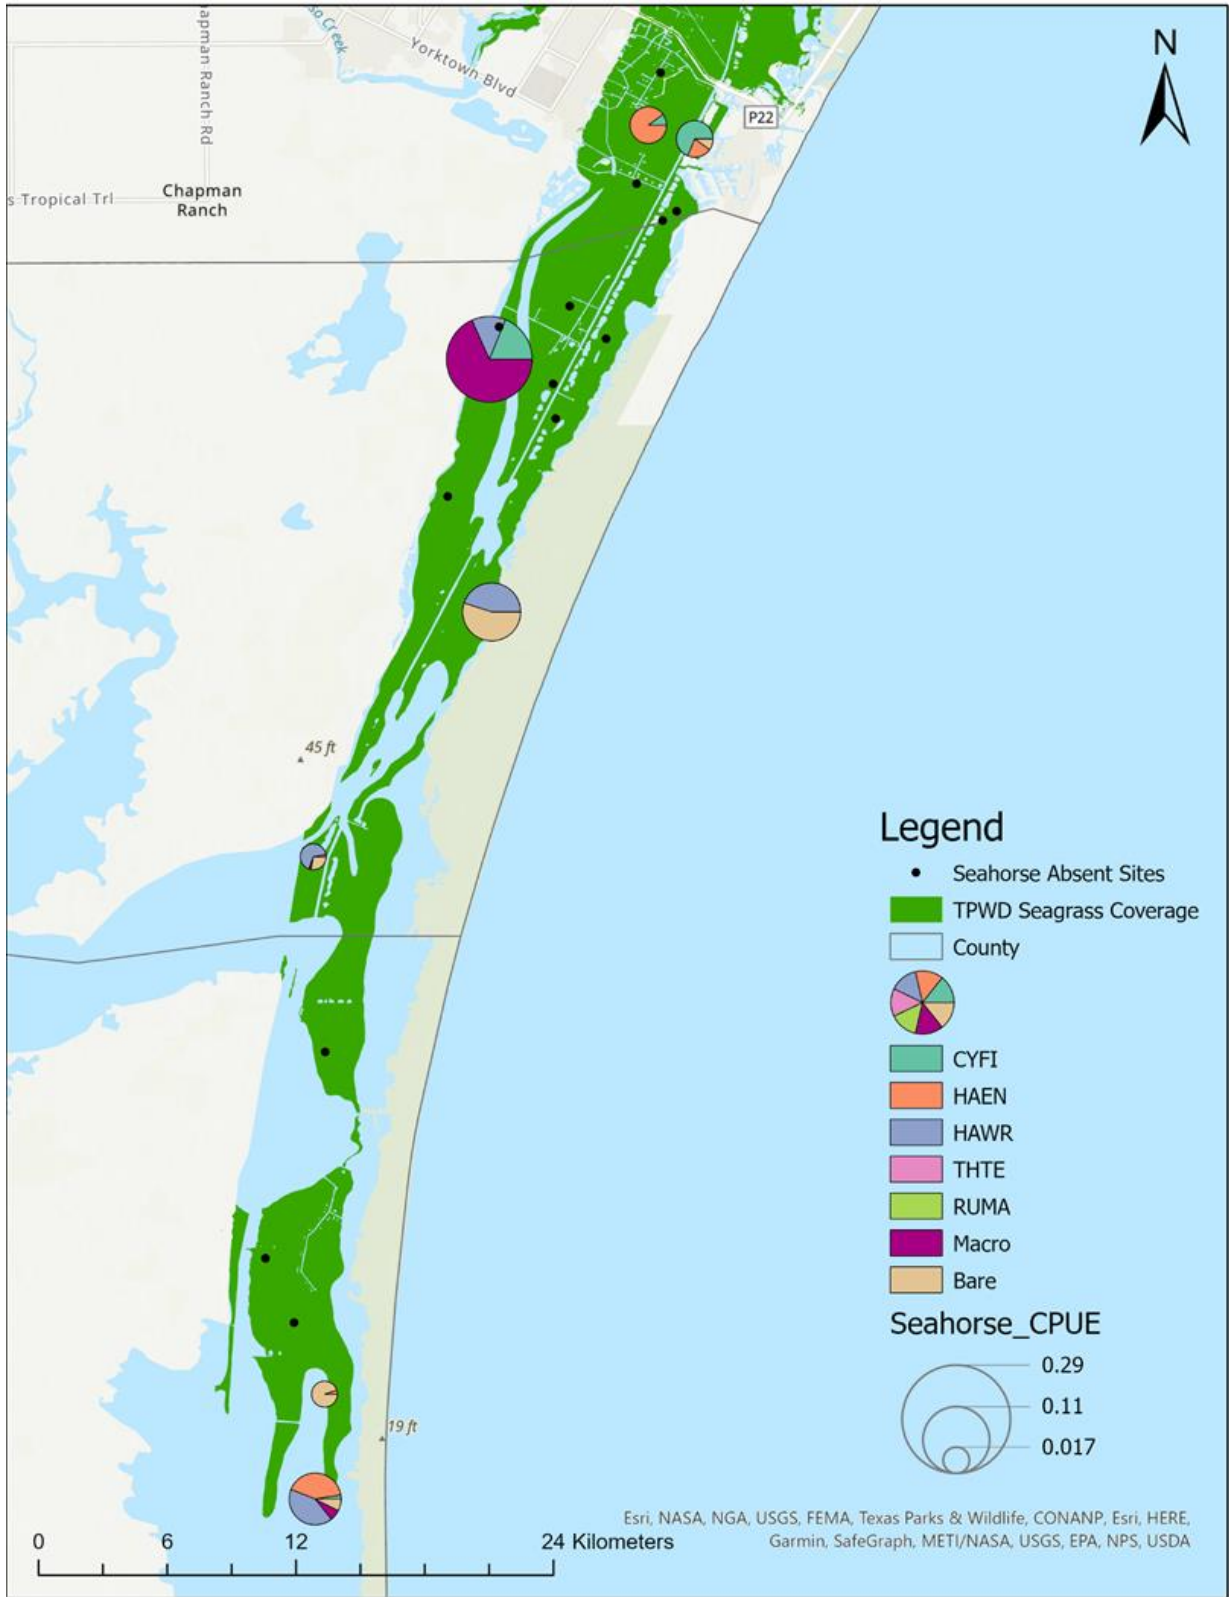 so Creek
apman Ranch Rd
Yorktown Blvd
N
P22
s Tropical Trl
Chapman
Ranch
45 ft
Legend
Seahorse Absent Sites
TPWD Seagrass Coverage
County
CYFI
HAEN
HAWR
THTE
RUMA
Macro
Bare
Seahorse_CPUE
0.29
0.11
0.017
19 ft
Esri, NASA, NGA, USGS, FEMA, Texas Parks & Wildlife, CONANP, Esri, HERE,
Garmin, SafeGraph, METI/NASA, USGS, EPA, NPS, USDA
0 6 12 24 Kilometers